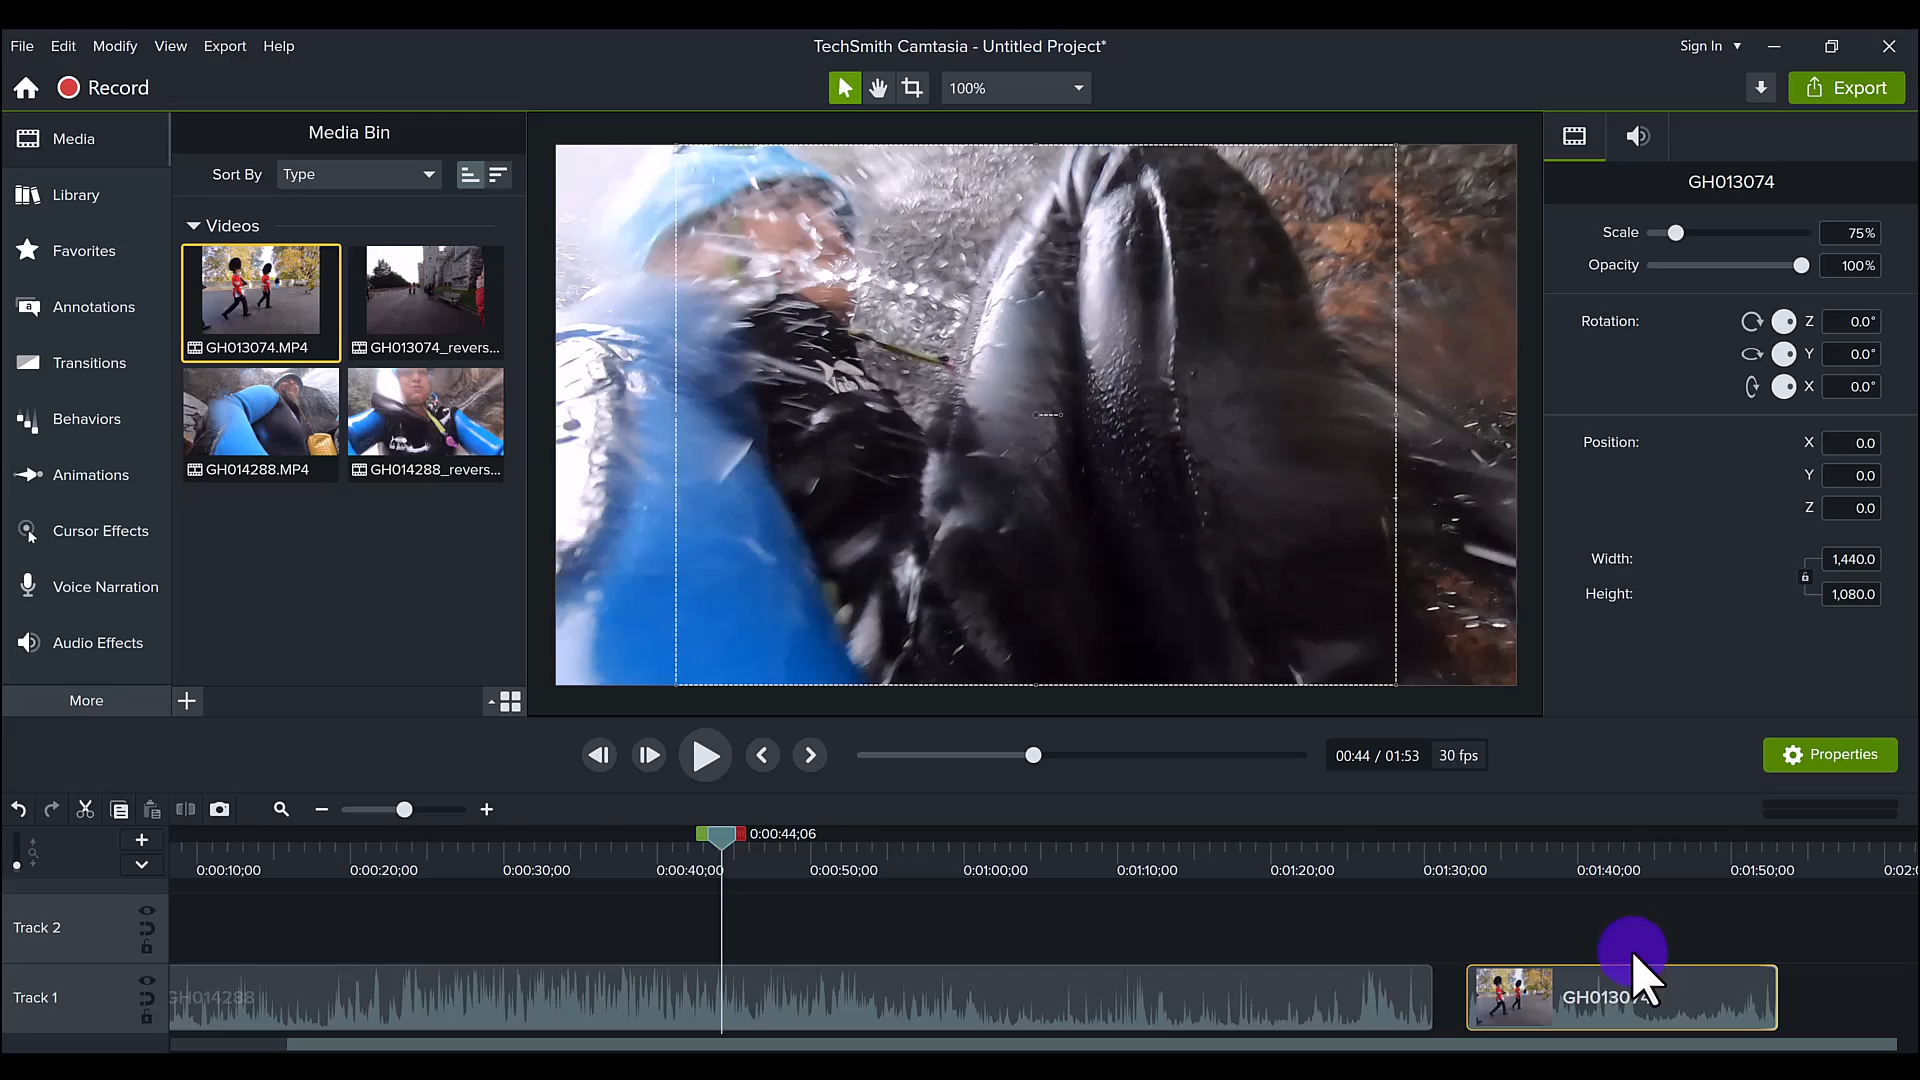 File Edit Modify View Export Help
TechSmith Camtasia - Untitled Project*
Sign In
Record
100%
Export
Media
Library
Favorites
Annotations
Transitions
Behaviors
Animations
Cursor Effects
Voice Narration
Audio Effects
More
Media Bin
Sort By Type
Videos
GH013074.MP4
GH013074_revers...
GH014288.MP4
GH014288_revers...
GH013074
Scale 75%
Opacity 100%
Rotation: Z 0.0°
Y 0.0°
X 0.0°
Position: X 0.0
Y 0.0
Z 0.0
Width: 1,440.0
Height: 1,080.0
00:44 / 01:53 30 fps
Properties
0:00:44;06
0:00:10;00 0:00:20;00 0:00:30;00 0:00:40;00 0:00:50;00 0:01:00;00 0:01:10;00 0:01:20;00 0:01:30;00 0:01:40;00 0:01:50;00
Track 2
Track 1
GH014288